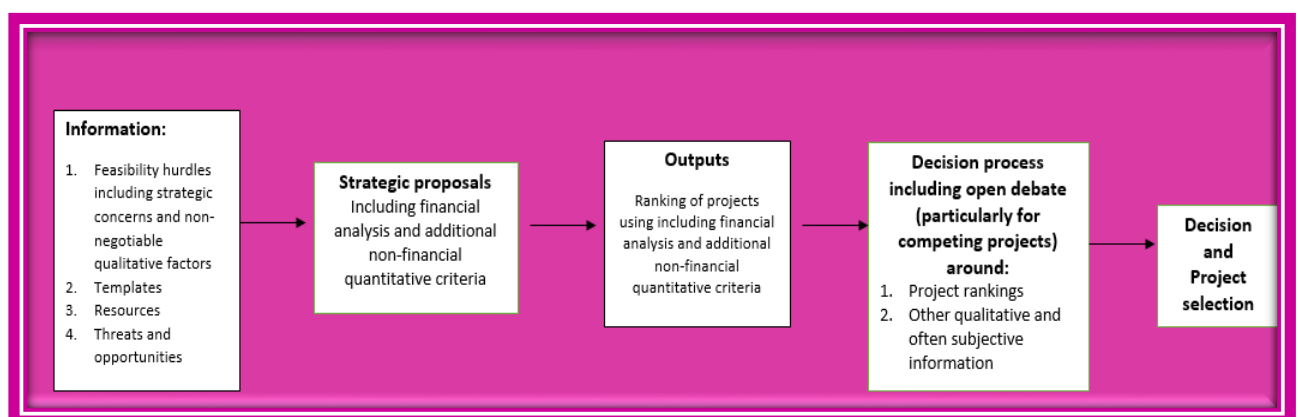 Information:
1. Feasibility hurdles
including strategic
concerns and non-
negotiable
qualitative factors
2. Templates
3. Resources
4. Threats and
opportunities
Strategic proposals
Including financial
analysis and additional
non-financial
quantitative criteria
Outputs
Ranking of projects
using including financial
analysis and additional
non-financial
quantitative criteria
Decision process
including open debate
(particularly for
competing projects)
around:
1. Project rankings
2. Other qualitative and
often subjective
information
Decision
and
Project
selection